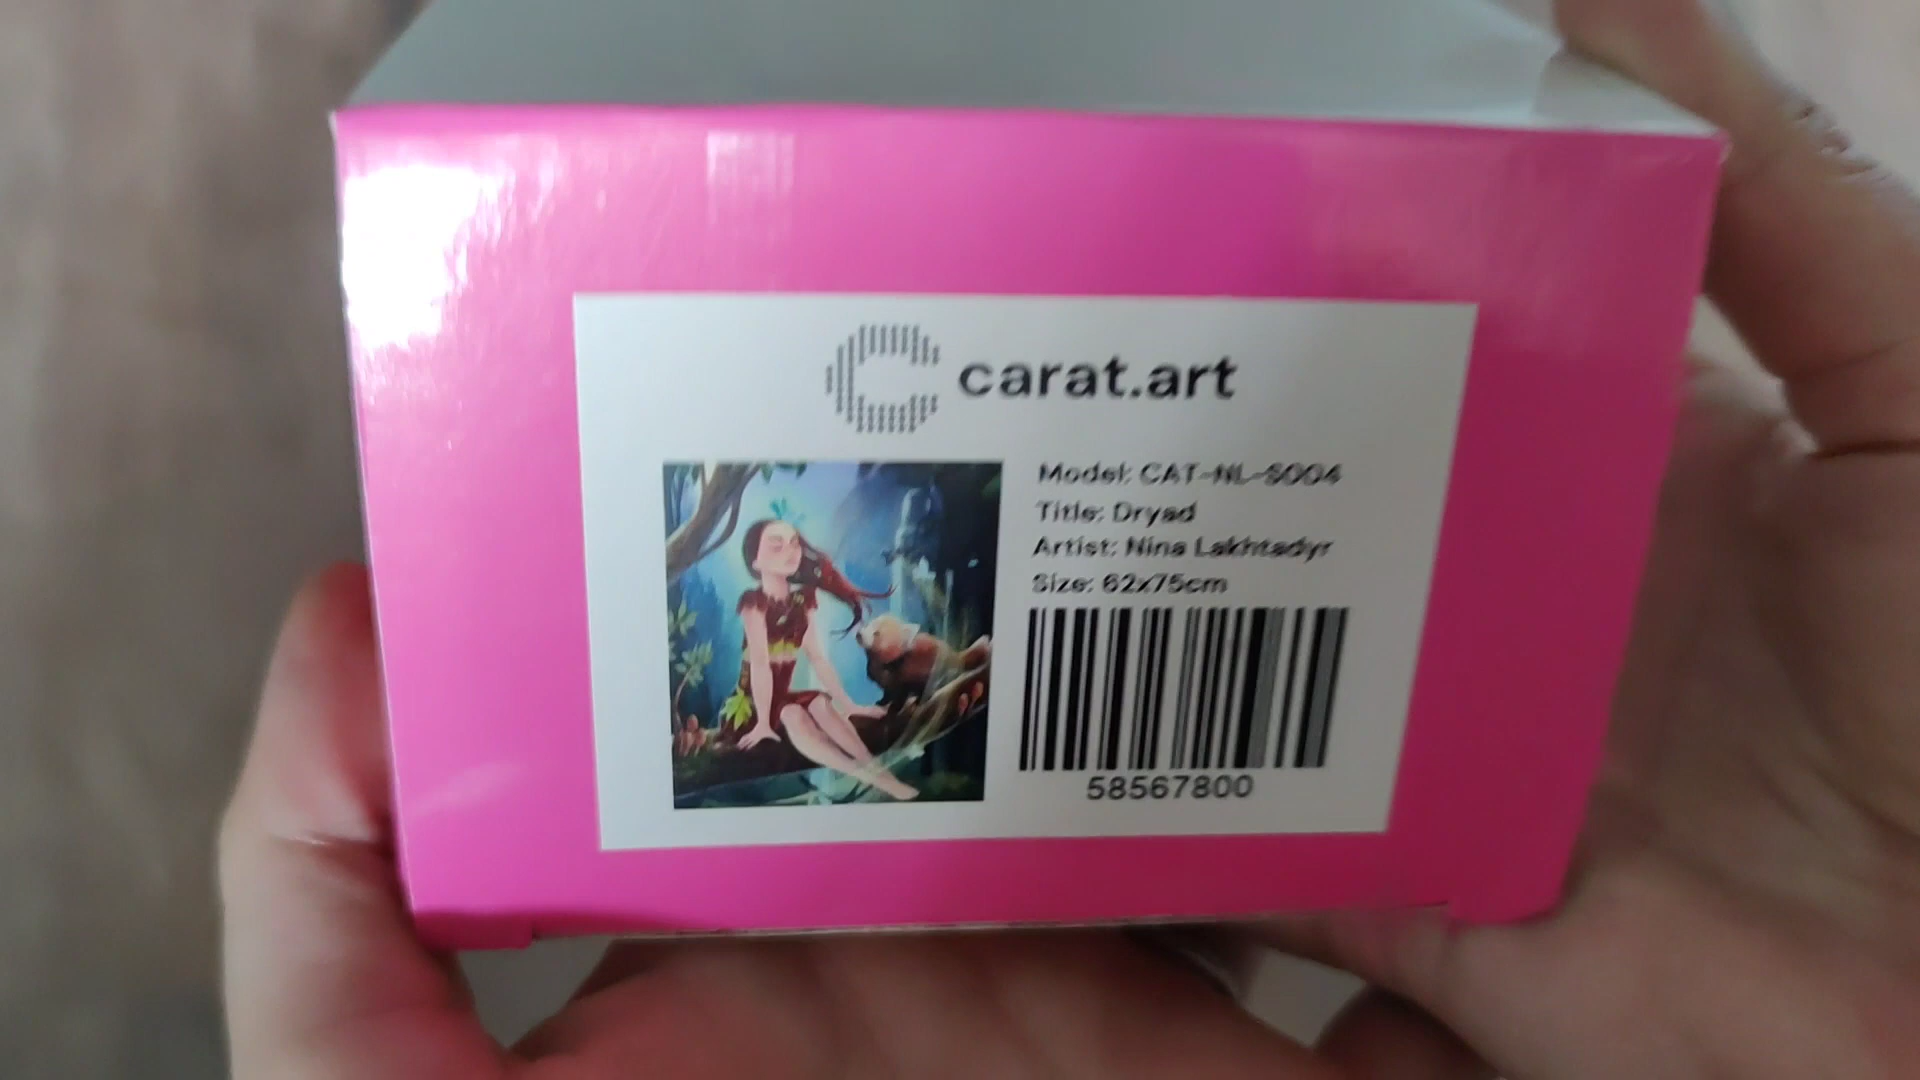 carat.art
Model: CAT-NL-S004
Title: Dryad
Artist: Nina Lakhtadyr
Size: 62x75cm
58567800